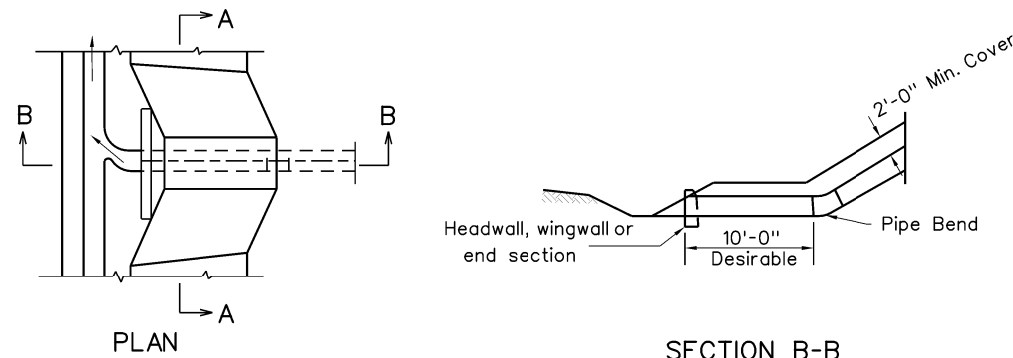 A
B
B
A
PLAN
2'-0" Min. Cover
Headwall, wingwall or
end section
10'-0"
Desirable
Pipe Bend
SECTION B-B